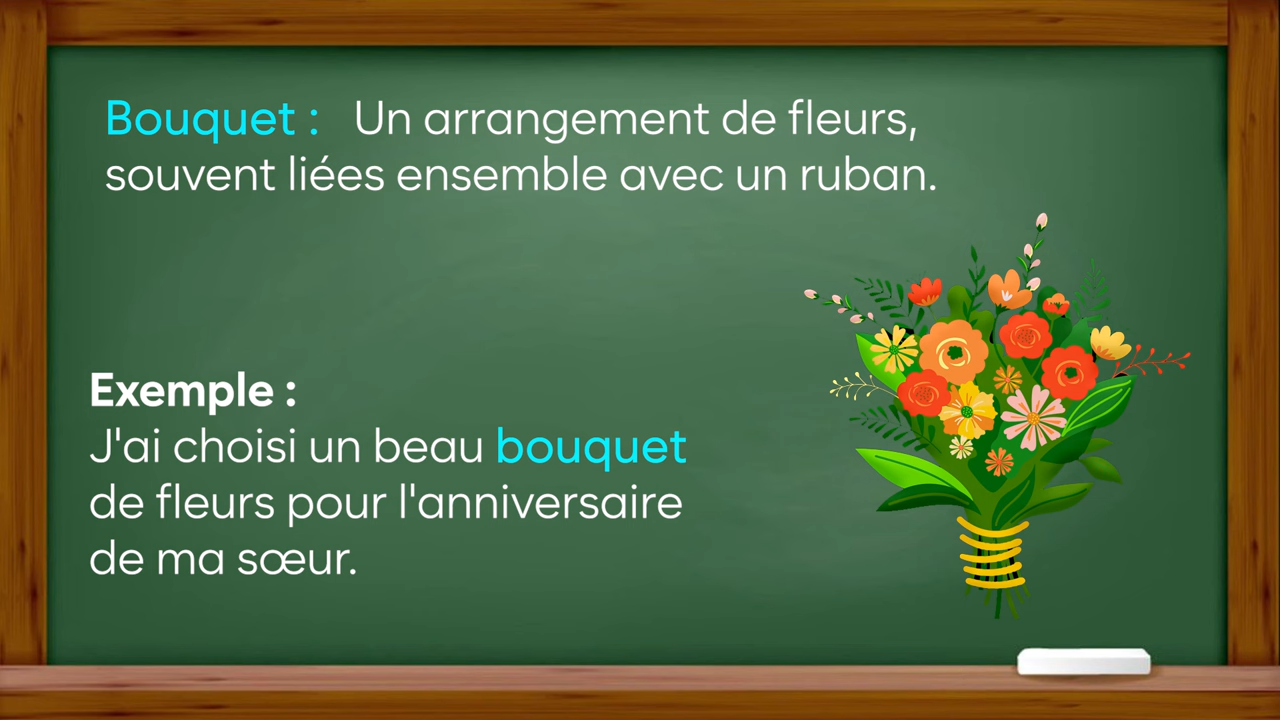 Bouquet : Un arrangement de fleurs,
souvent liées ensemble avec un ruban.
Exemple :
J'ai choisi un beau bouquet
de fleurs pour l'anniversaire
de ma sœur.